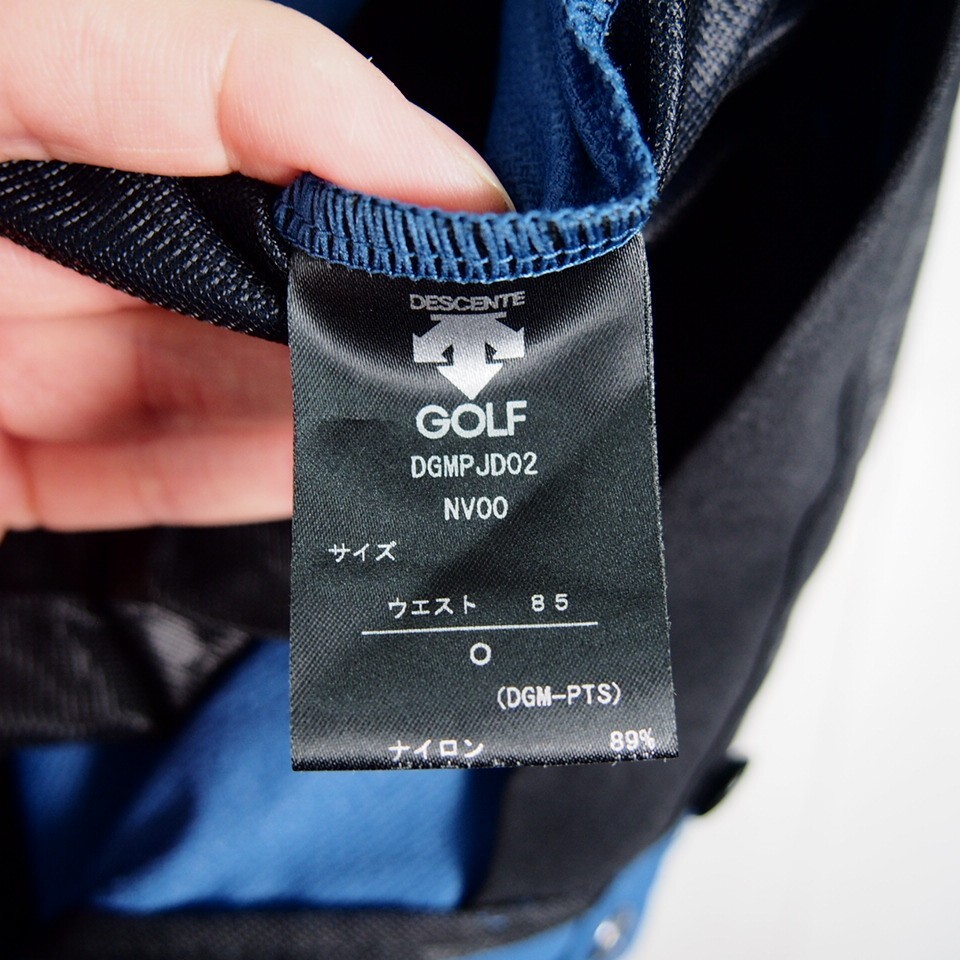 DESCENTE
GOLF
DGMPJD02
NV00
サイズ
ウエスト 85
O
(DGM-PTS)
ナイロン 89%